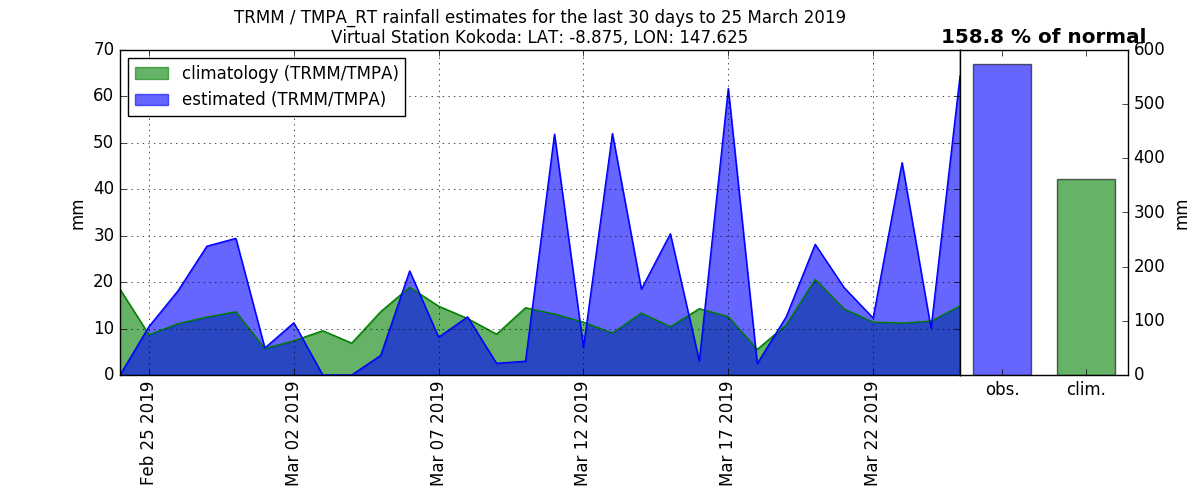 TRMM / TMPA_RT rainfall estimates for the last 30 days to 25 March 2019
Virtual Station Kokoda: LAT: -8.875, LON: 147.625
158.8 % of normal
climatology (TRMM/TMPA)
estimated (TRMM/TMPA)
70
60
50
40
30
20
10
0
mm
Feb 25 2019
Mar 02 2019
Mar 07 2019
Mar 12 2019
Mar 17 2019
Mar 22 2019
obs.
clim.
600
500
400
300
200
100
0
mm